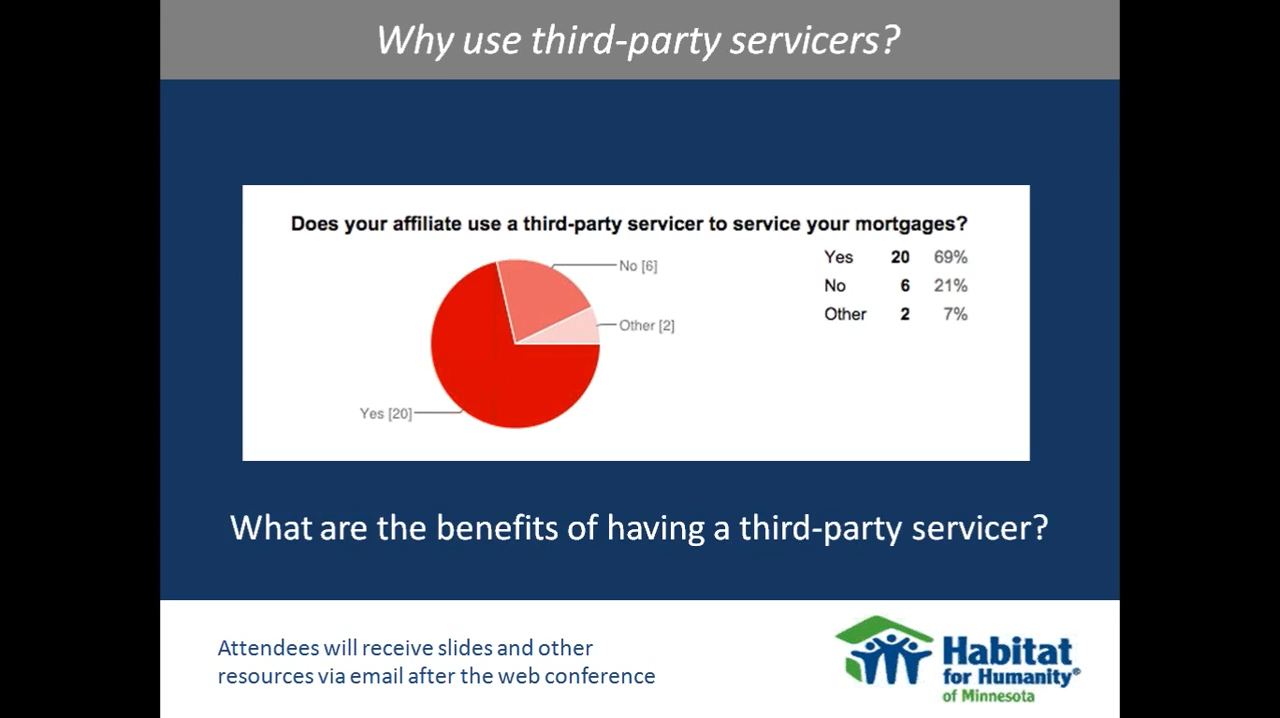 Why use third-party servicers?
Does your affiliate use a third-party servicer to service your mortgages?
No [6]
Other [2]
Yes [20]
Yes 20 69%
No 6 21%
Other 2 7%
What are the benefits of having a third-party servicer?
Attendees will receive slides and other
resources via email after the web conference
Habitat
for Humanity®
of Minnesota